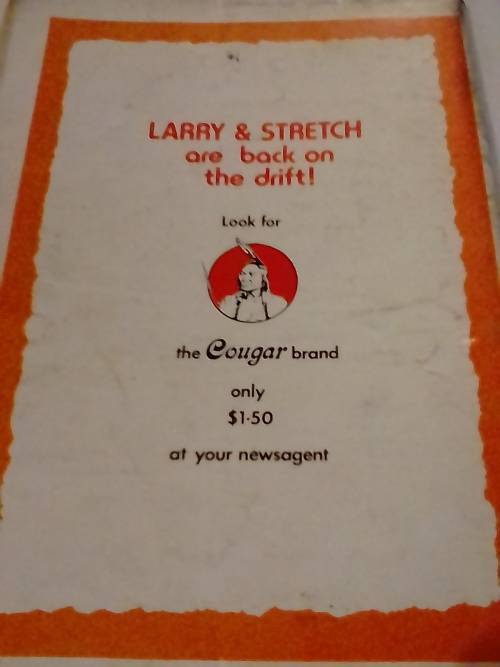 LARRY & STRETCH
are back on
the drift!
Look for
the Cougar brand
only
$1·50
at your newsagent